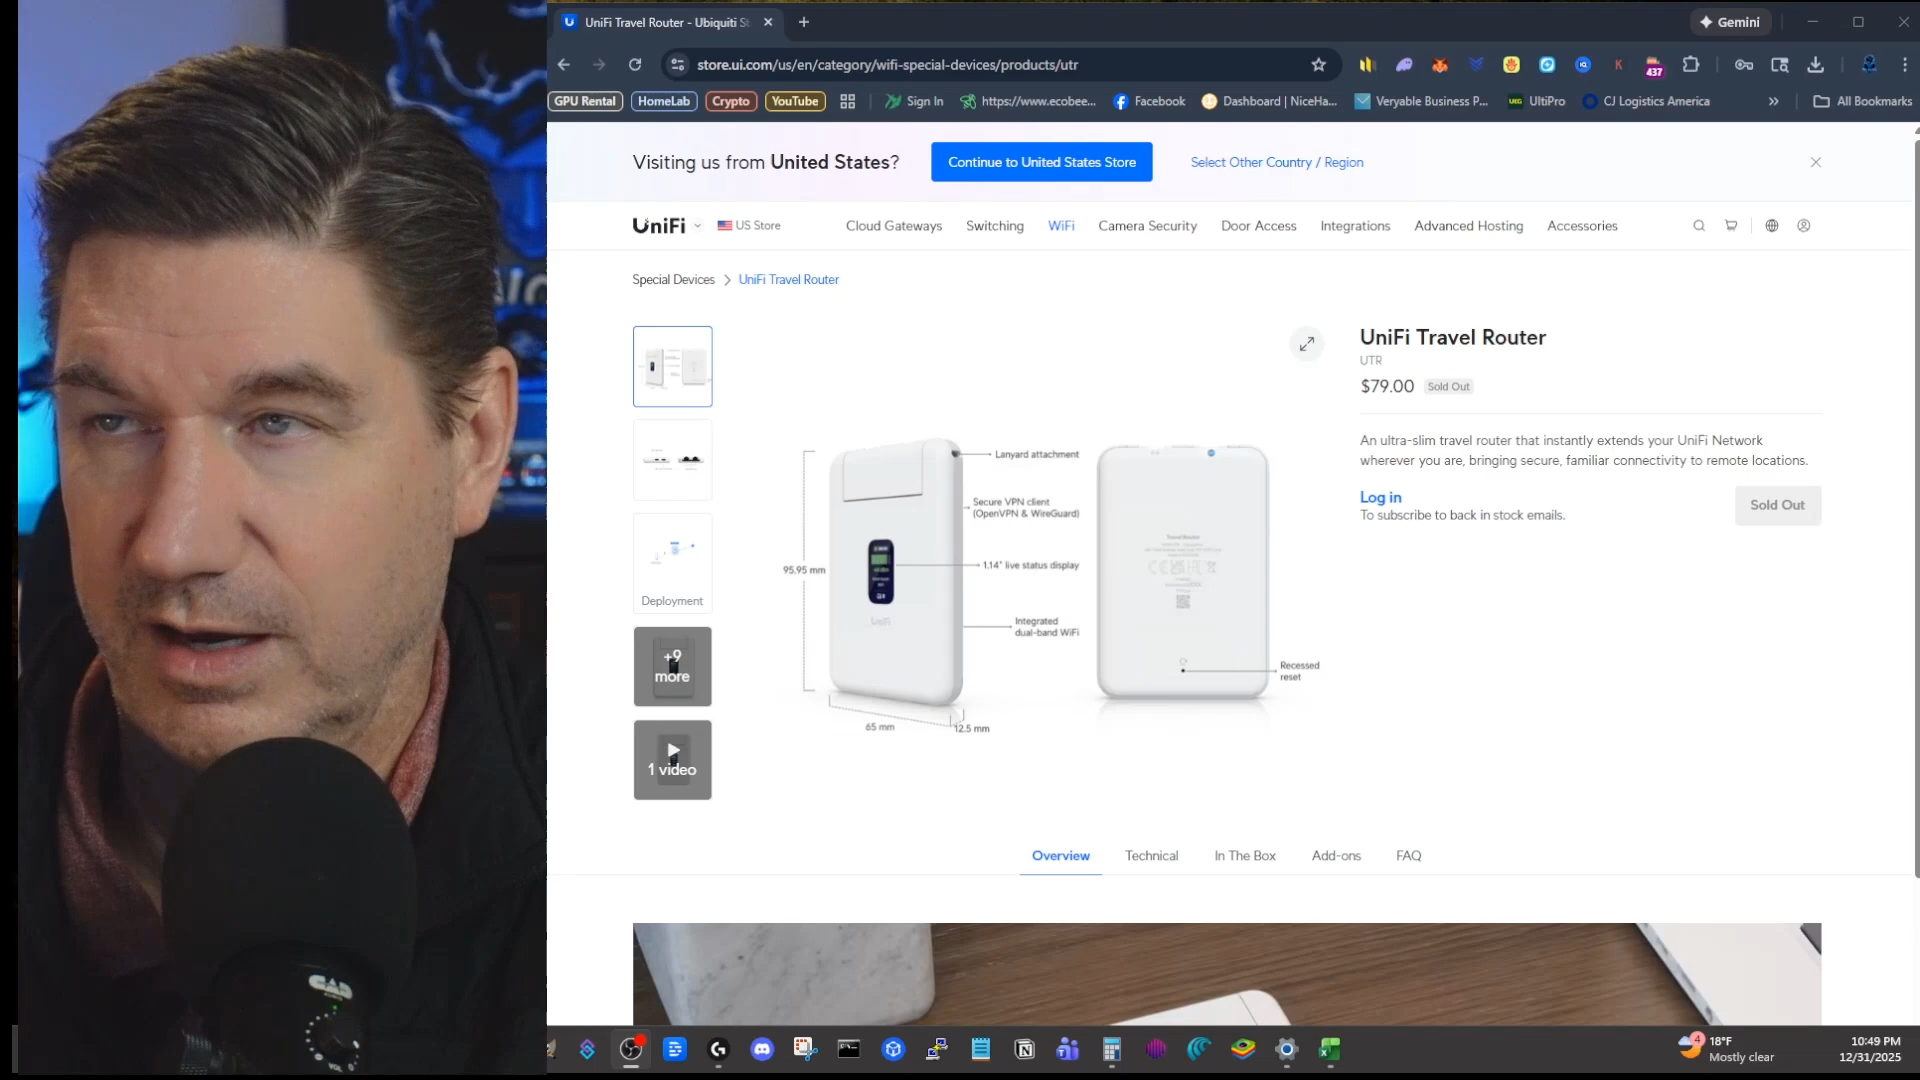 UniFi Travel Router - Ubiquiti St
Gemini
store.ui.com/us/en/category/wifi-special-devices/products/utr
437
GPU Rental
HomeLab
Crypto
YouTube
Sign In
https://www.ecobee...
Facebook
Dashboard | NiceHa...
Veryable Business P...
UltiPro
CJ Logistics America
All Bookmarks
Visiting us from United States?
Continue to United States Store
Select Other Country / Region
UniFi
US Store
Cloud Gateways
Switching
WiFi
Camera Security
Door Access
Integrations
Advanced Hosting
Accessories
Special Devices
UniFi Travel Router
UniFi Travel Router
UTR
$79.00
Sold Out
An ultra-slim travel router that instantly extends your UniFi Network
wherever you are, bringing secure, familiar connectivity to remote locations.
Log in
To subscribe to back in stock emails.
Sold Out
Lanyard attachment
Secure VPN client
(OpenVPN & WireGuard)
1.14" live status display
95.95 mm
Integrated
dual-band WiFi
65 mm
12.5 mm
Travel Router
Recessed
reset
Deployment
+9
more
1 video
Overview
Technical
In The Box
Add-ons
FAQ
CAD
VOL
4
18°F
Mostly clear
10:49 PM
12/31/2025